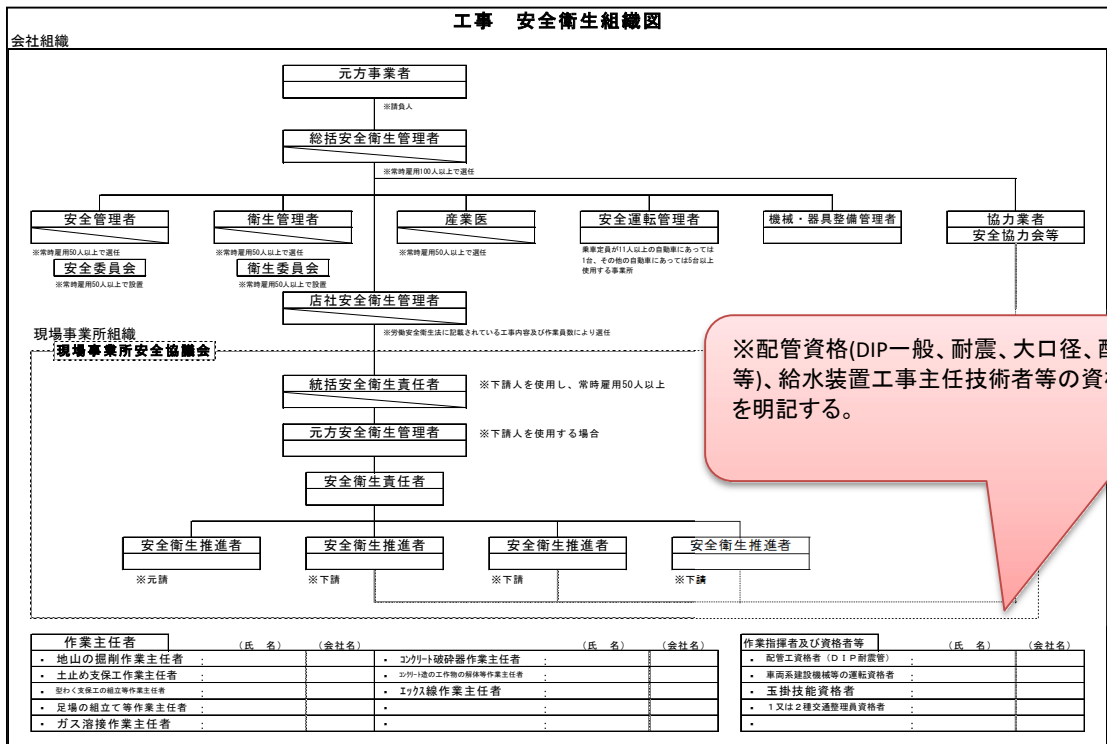 工事　安全衛生組織図
会社組織
元方事業者
※請負人
総括安全衛生管理者
※常時雇用100人以上で選任
安全管理者
衛生管理者
産業医
安全運転管理者
機械・器具整備管理者
協力業者
安全協力会等
※常時雇用50人以上で選任
※常時雇用50人以上で選任
※常時雇用50人以上で選任
乗車定員が11人以上の自動車にあっては
1台、その他の自動車にあっては5台以上
使用する事業所
安全委員会
衛生委員会
※常時雇用50人以上で設置
※常時雇用50人以上で設置
店社安全衛生管理者
※労働安全衛生法に記載されている工事内容及び作業員数により選任
現場事業所組織
現場事業所安全協議会
※配管資格(DIP一般、耐震、大口径、
等)、給水装置工事主任技術者等の資
を明記する。
統括安全衛生責任者
※下請人を使用し、常時雇用50人以上
元方安全衛生管理者
※下請人を使用する場合
安全衛生責任者
安全衛生推進者
安全衛生推進者
安全衛生推進者
安全衛生推進者
※元請
※下請
※下請
※下請
作業主任者 （氏　名） （会社名） （氏　名） （会社名）
・ 地山の掘削作業主任者 ： ・ コンクリート破砕器作業主任者 ：
・ 土止め支保工作業主任者 ： ・ コンクリート造の工作物の解体等作業主任者 ：
・ 型わく支保工の組立等作業主任者 ： ・ エックス線作業主任者 ：
・ 足場の組立て等作業主任者 ： ・ ：
・ ガス溶接作業主任者 ： ・ ：
作業指揮者及び資格者等 （氏　名） （会社名）
・ 配管工資格者（ＤＩＰ耐震管） ：
・ 車両系建設機械等の運転資格者 ：
・ 玉掛技能資格者 ：
・ １又は２種交通整理員資格者 ：
・ ：